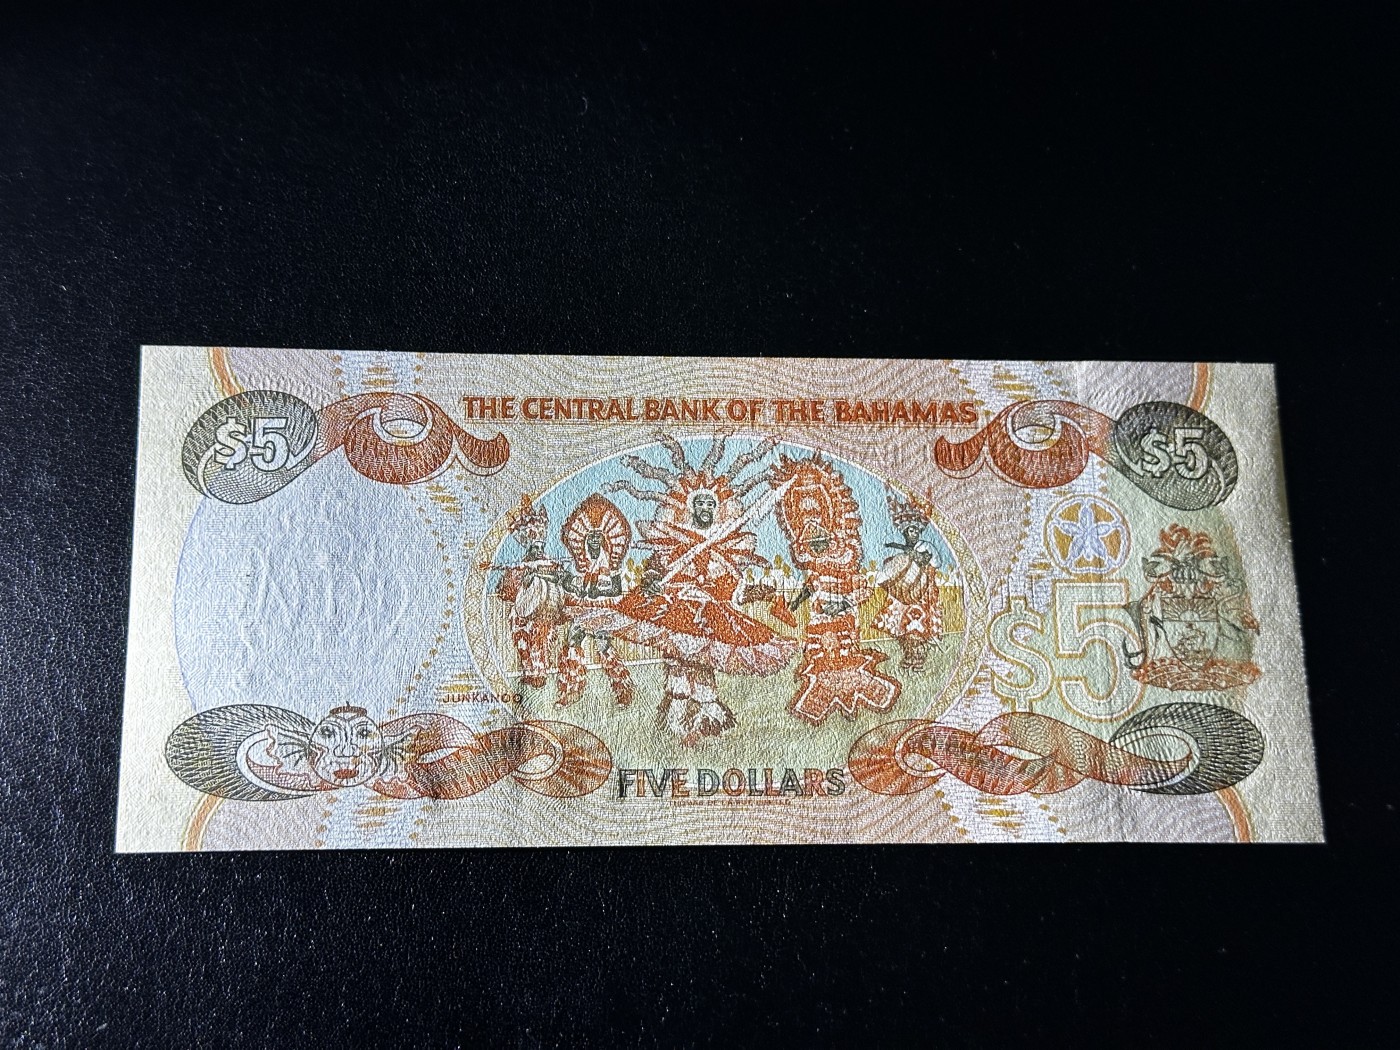 THE CENTRAL BANK OF THE BAHAMAS
$5
$5
$5
JUNKANOO
FIVE DOLLARS